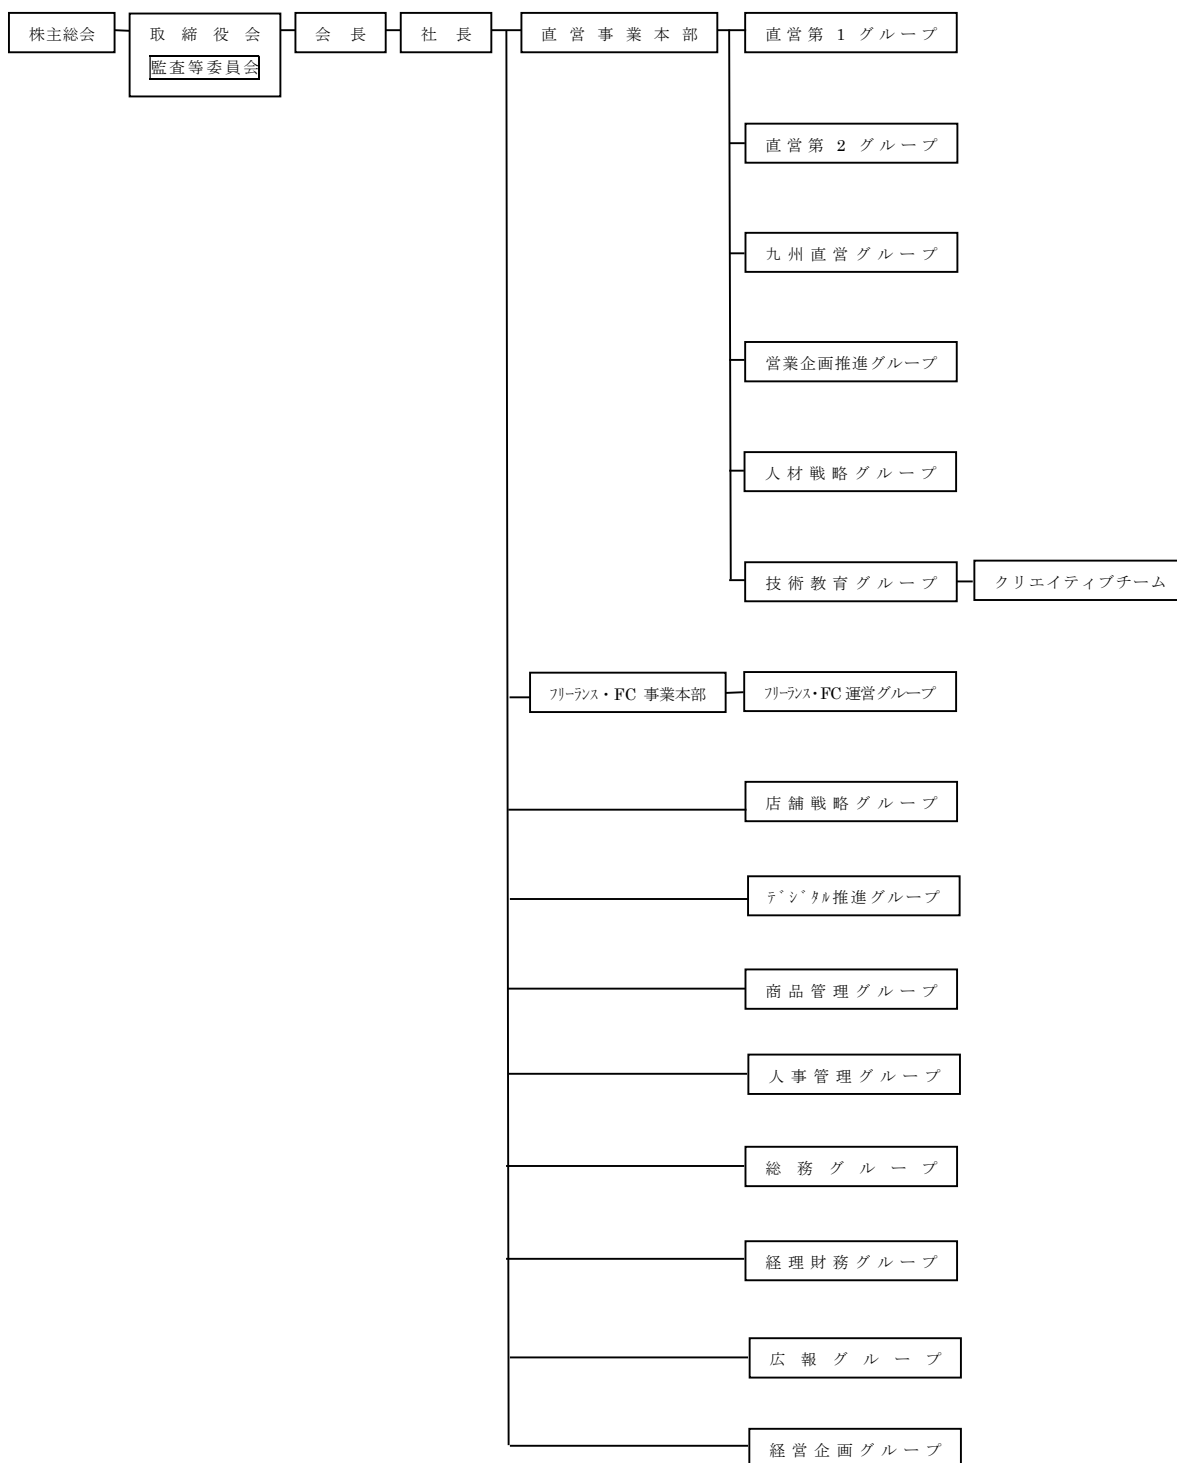 株主総会
取締役会
監査等委員会
会長
社長
直営事業本部
直営第1グループ
直営第2グループ
九州直営グループ
営業企画推進グループ
人材戦略グループ
技術教育グループ
クリエイティブチーム
フリーランス・FC 事業本部
フリーランス・FC 運営グループ
店舗戦略グループ
デジタル推進グループ
商品管理グループ
人事管理グループ
総務グループ
経理財務グループ
広報グループ
経営企画グループ